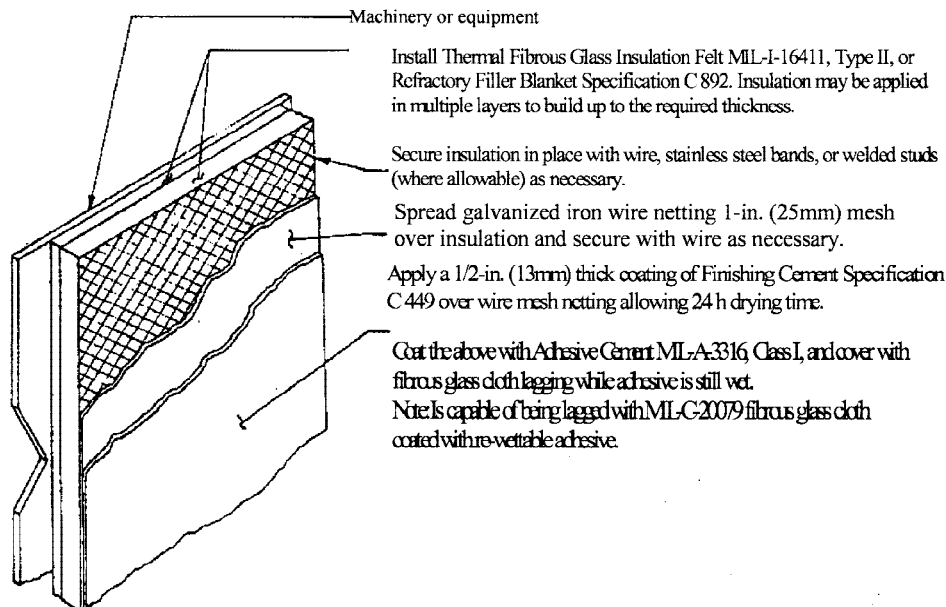 Machinery or equipment
Install Thermal Fibrous Glass Insulation Felt MIL-I-16411, Type II, or
Refractory Filler Blanket Specification C 892. Insulation may be applied
in multiple layers to build up to the required thickness.
Secure insulation in place with wire, stainless steel bands, or welded studs
(where allowable) as necessary.
Spread galvanized iron wire netting 1-in. (25mm) mesh
over insulation and secure with wire as necessary.
Apply a 1/2-in. (13mm) thick coating of Finishing Cement Specification
C 449 over wire mesh netting allowing 24 h drying time.
Coat the above with Adhesive Cement MIL-A-3316, Class I, and cover with
fibrous glass cloth lagging while adhesive is still wet.
Note: Is capable of being lagged with MIL-C-20079 fibrous glass cloth
coated with re-wettable adhesive.